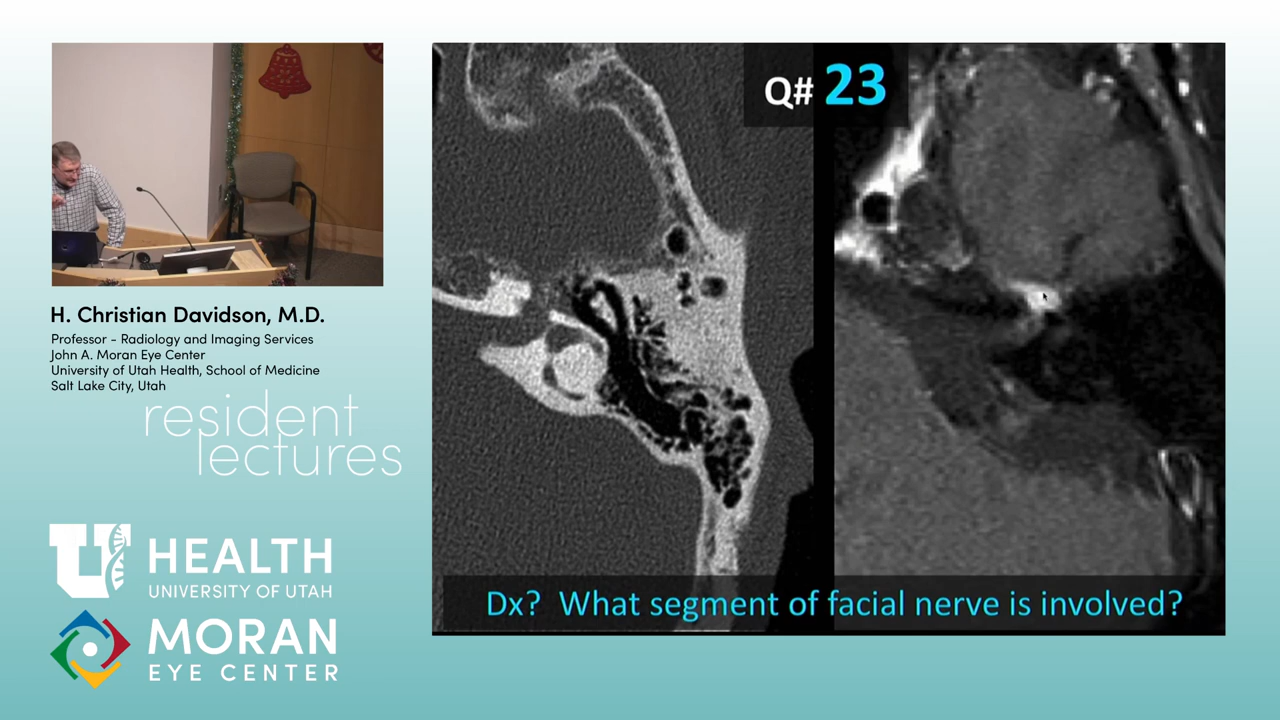 Q# 23
Dx? What segment of facial nerve is involved?
H. Christian Davidson, M.D.
Professor - Radiology and Imaging Services
John A. Moran Eye Center
University of Utah Health, School of Medicine
Salt Lake City, Utah
resident
lectures
U HEALTH
UNIVERSITY OF UTAH
MORAN
EYE CENTER